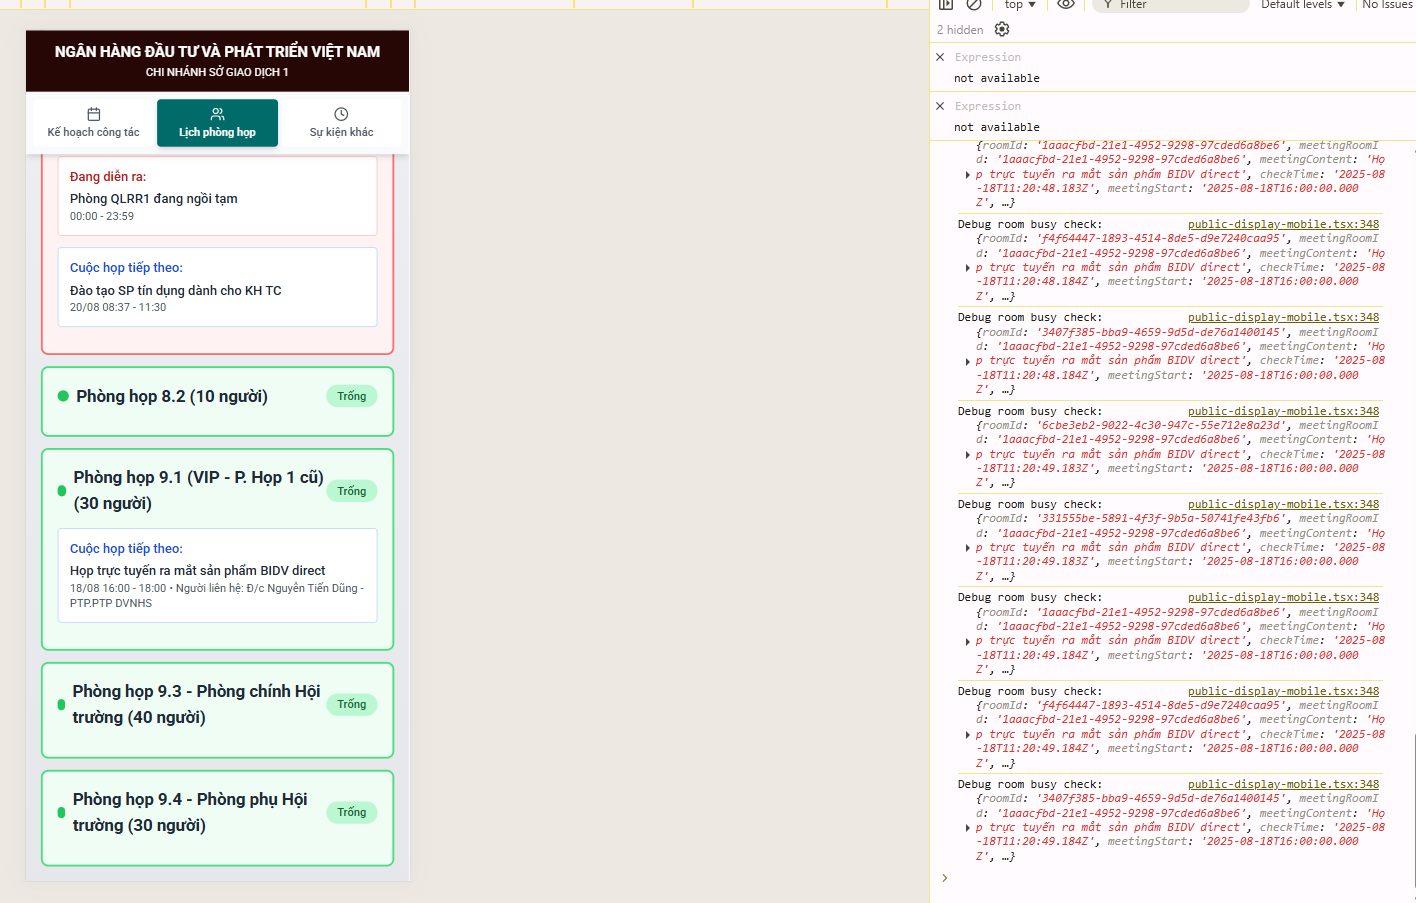 NGÂN HÀNG ĐẦU TƯ VÀ PHÁT TRIỂN VIỆT NAM
CHI NHÁNH SỞ GIAO DỊCH 1
Kế hoạch công tác
Lịch phòng họp
Sự kiện khác
Đang diễn ra:
Phòng QLRR1 đang ngồi tạm
00:00 - 23:59
Cuộc họp tiếp theo:
Đào tạo SP tín dụng dành cho KH TC
20/08 08:37 - 11:30
Phòng họp 8.2 (10 người)
Trống
Phòng họp 9.1 (VIP - P. Họp 1 cũ)
(30 người)
Trống
Cuộc họp tiếp theo:
Họp trực tuyến ra mắt sản phẩm BIDV direct
18/08 16:00 - 18:00 • Người liên hệ: Đ/c Nguyễn Tiến Dũng -
PTP.PTP DVNHS
Phòng họp 9.3 - Phòng chính Hội
trường (40 người)
Trống
Phòng họp 9.4 - Phòng phụ Hội
trường (30 người)
Trống
top
Filter
Default levels
No Issues
2 hidden
Expression
not available
Expression
not available
{roomId: '1aaacfbd-21e1-4952-9298-97cded6a8be6', meetingRoomI
d: '1aaacfbd-21e1-4952-9298-97cded6a8be6', meetingContent: 'Họ
p trực tuyến ra mắt sản phẩm BIDV direct', checkTime: '2025-08
-18T11:20:48.183Z', meetingStart: '2025-08-18T16:00:00.000
Z', …}
Debug room busy check: public-display-mobile.tsx:348
{roomId: 'f4f64447-1893-4514-8de5-d9e7240caa95', meetingRoomI
d: '1aaacfbd-21e1-4952-9298-97cded6a8be6', meetingContent: 'Họ
p trực tuyến ra mắt sản phẩm BIDV direct', checkTime: '2025-08
-18T11:20:48.184Z', meetingStart: '2025-08-18T16:00:00.000
Z', …}
Debug room busy check: public-display-mobile.tsx:348
{roomId: '3407f385-bba9-4659-9d5d-de76a1400145', meetingRoomI
d: '1aaacfbd-21e1-4952-9298-97cded6a8be6', meetingContent: 'Họ
p trực tuyến ra mắt sản phẩm BIDV direct', checkTime: '2025-08
-18T11:20:48.184Z', meetingStart: '2025-08-18T16:00:00.000
Z', …}
Debug room busy check: public-display-mobile.tsx:348
{roomId: '6cbe3eb2-9022-4c30-947c-55e712e8a23d', meetingRoomI
d: '1aaacfbd-21e1-4952-9298-97cded6a8be6', meetingContent: 'Họ
p trực tuyến ra mắt sản phẩm BIDV direct', checkTime: '2025-08
-18T11:20:49.183Z', meetingStart: '2025-08-18T16:00:00.000
Z', …}
Debug room busy check: public-display-mobile.tsx:348
{roomId: '331555be-5891-4f3f-9b5a-50741fe43fb6', meetingRoomI
d: '1aaacfbd-21e1-4952-9298-97cded6a8be6', meetingContent: 'Họ
p trực tuyến ra mắt sản phẩm BIDV direct', checkTime: '2025-08
-18T11:20:49.183Z', meetingStart: '2025-08-18T16:00:00.000
Z', …}
Debug room busy check: public-display-mobile.tsx:348
{roomId: '1aaacfbd-21e1-4952-9298-97cded6a8be6', meetingRoomI
d: '1aaacfbd-21e1-4952-9298-97cded6a8be6', meetingContent: 'Họ
p trực tuyến ra mắt sản phẩm BIDV direct', checkTime: '2025-08
-18T11:20:49.184Z', meetingStart: '2025-08-18T16:00:00.000
Z', …}
Debug room busy check: public-display-mobile.tsx:348
{roomId: 'f4f64447-1893-4514-8de5-d9e7240caa95', meetingRoomI
d: '1aaacfbd-21e1-4952-9298-97cded6a8be6', meetingContent: 'Họ
p trực tuyến ra mắt sản phẩm BIDV direct', checkTime: '2025-08
-18T11:20:49.184Z', meetingStart: '2025-08-18T16:00:00.000
Z', …}
Debug room busy check: public-display-mobile.tsx:348
{roomId: '3407f385-bba9-4659-9d5d-de76a1400145', meetingRoomI
d: '1aaacfbd-21e1-4952-9298-97cded6a8be6', meetingContent: 'Họ
p trực tuyến ra mắt sản phẩm BIDV direct', checkTime: '2025-08
-18T11:20:49.184Z', meetingStart: '2025-08-18T16:00:00.000
Z', …}